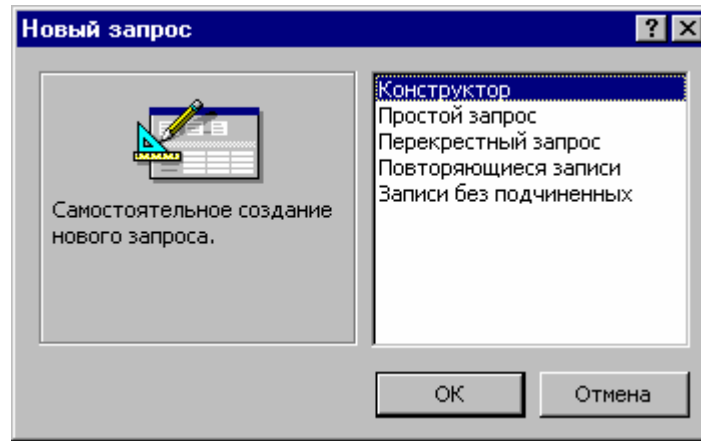 Новый запрос
Самостоятельное создание
нового запроса.
Конструктор
Простой запрос
Перекрестный запрос
Повторяющиеся записи
Записи без подчиненных
ОК
Отмена